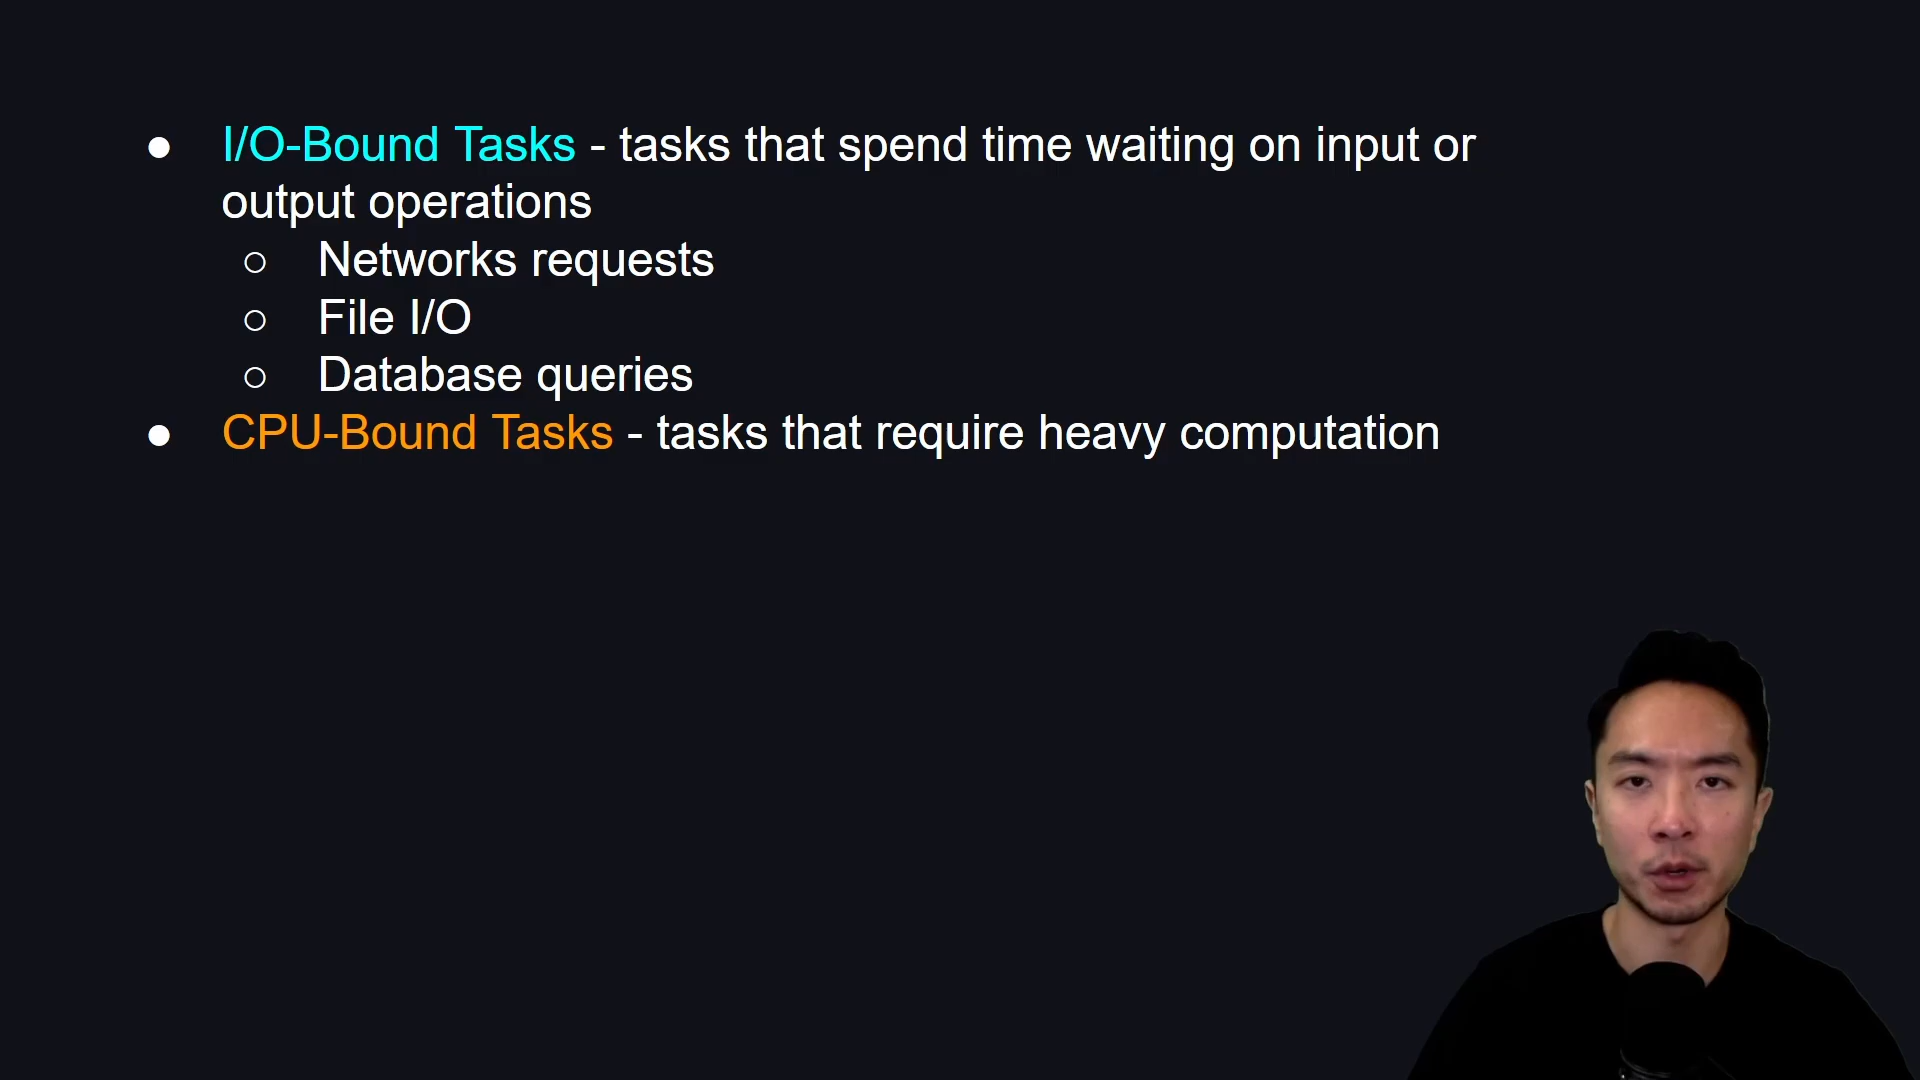 ● I/O-Bound Tasks - tasks that spend time waiting on input or
output operations
○ Networks requests
○ File I/O
○ Database queries
● CPU-Bound Tasks - tasks that require heavy computation